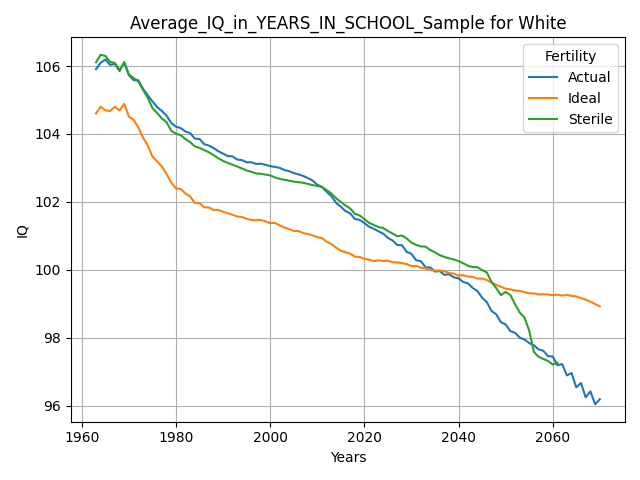 Average_IQ_in_YEARS_IN_SCHOOL_Sample for White
Fertility
Actual
Ideal
Sterile
IQ
106
104
102
100
98
96
1960
1980
2000
2020
2040
2060
Years